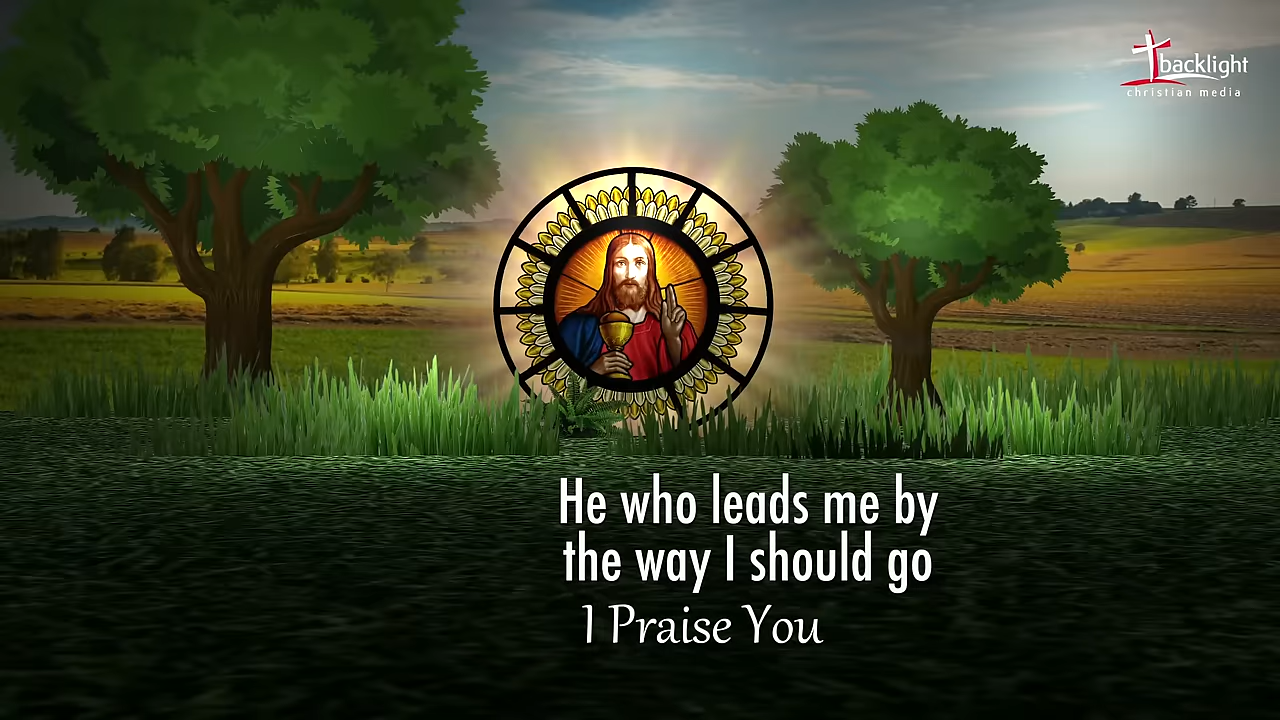 backlight
christian media
He who leads me by
the way I should go
I Praise You